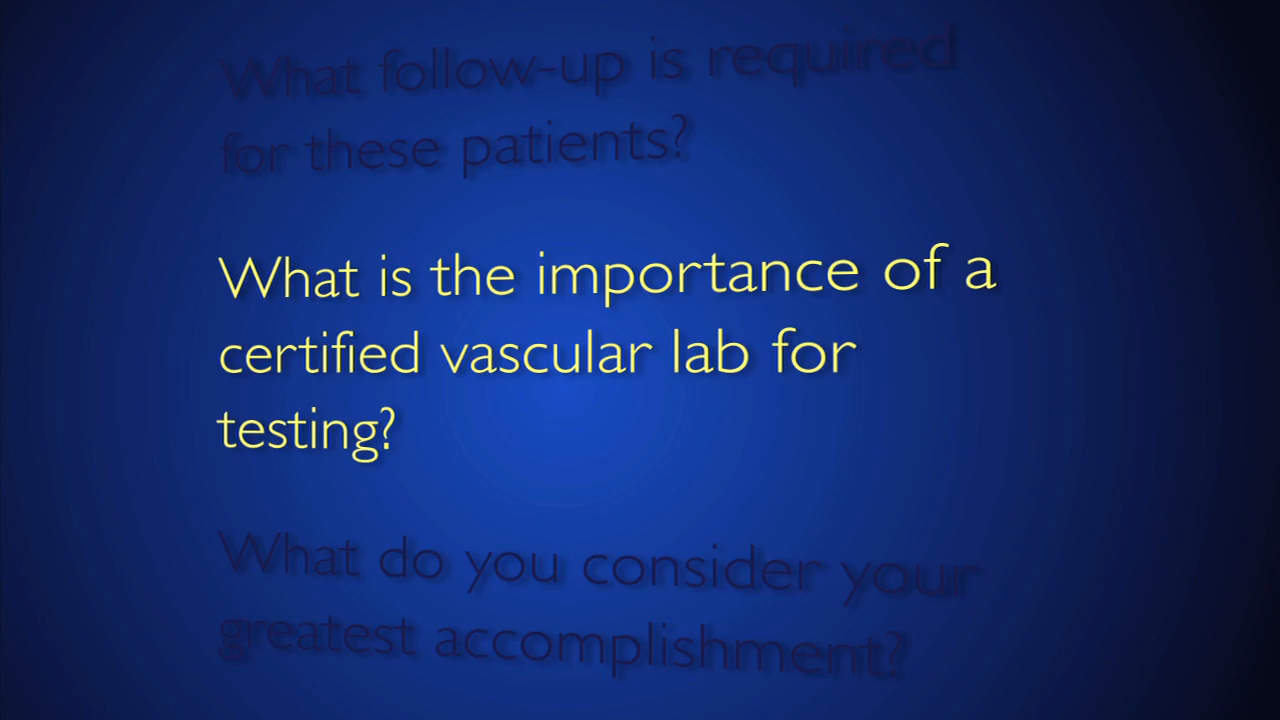 What follow-up is required
for these patients?
What is the importance of a
certified vascular lab for
testing?
What do you consider your
greatest accomplishment?